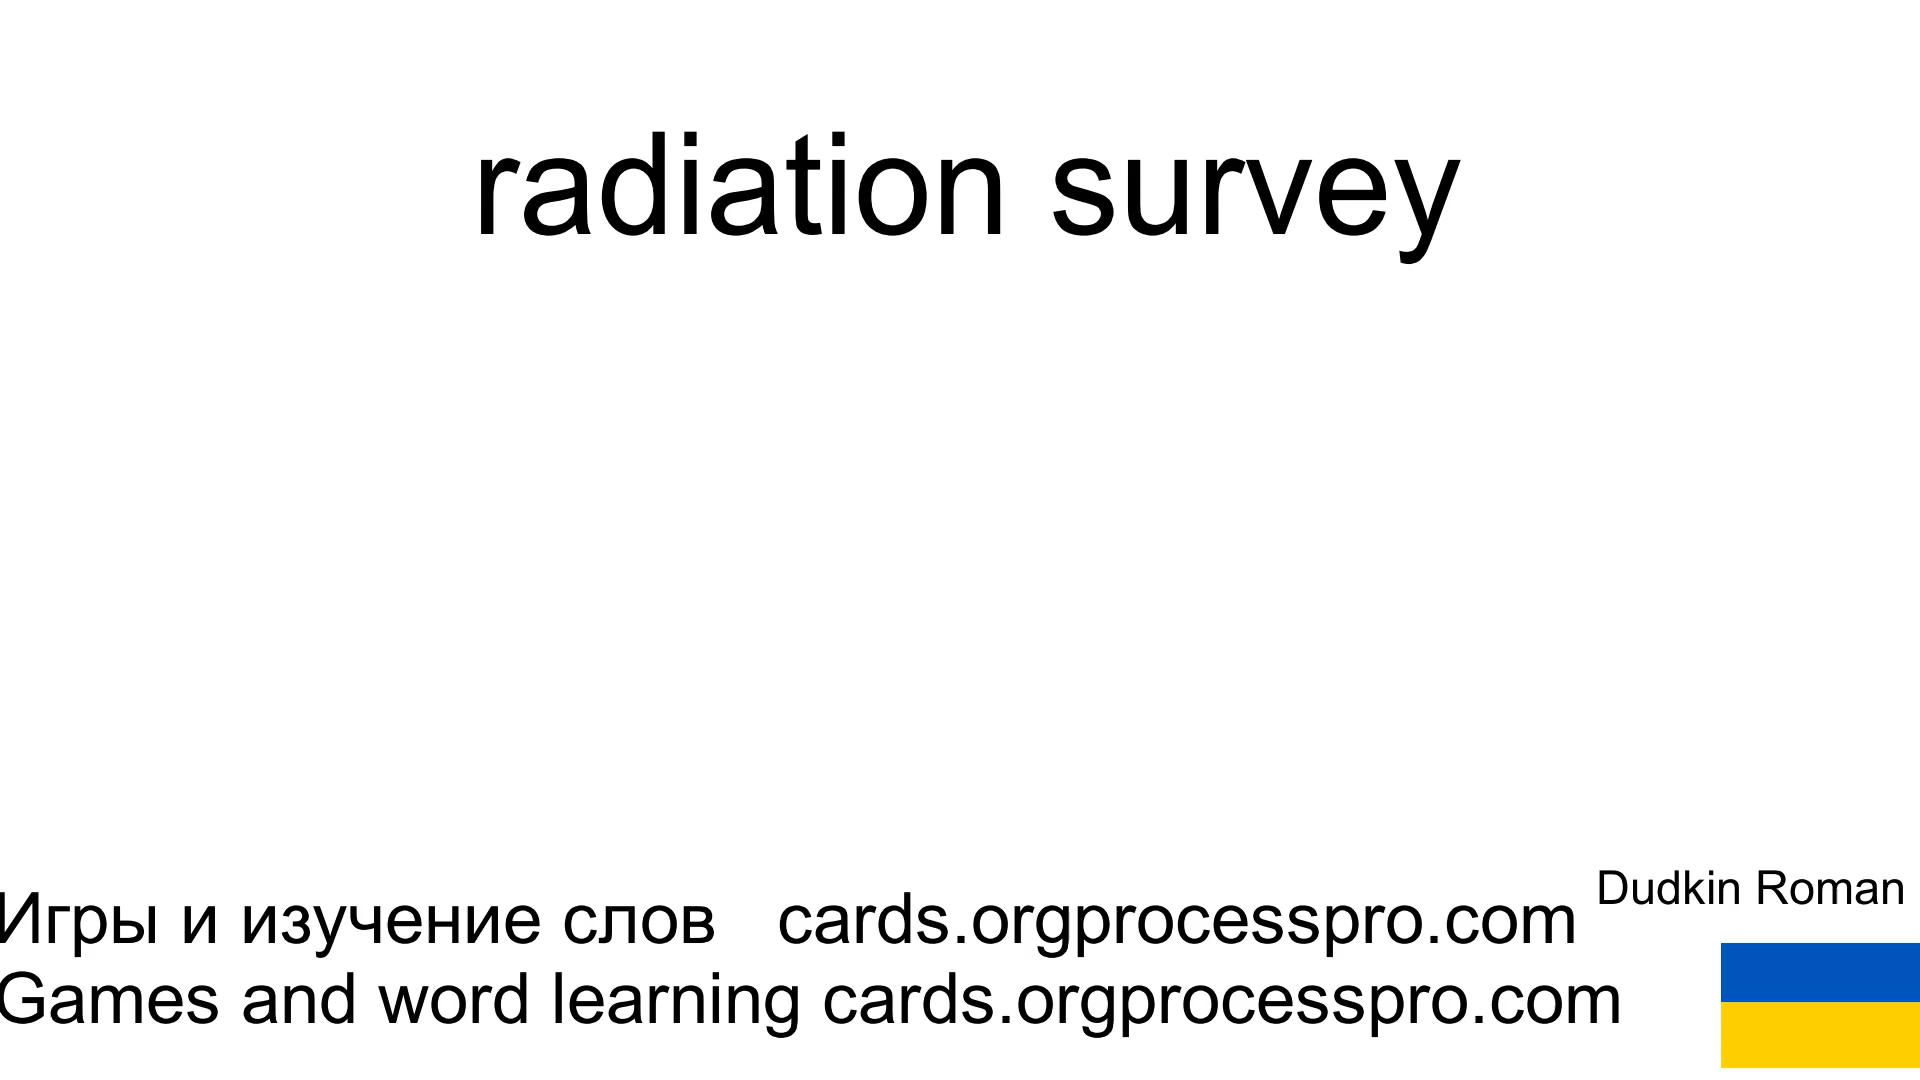 radiation survey
Dudkin Roman
Игры и изучение слов cards.orgprocesspro.com
Games and word learning cards.orgprocesspro.com